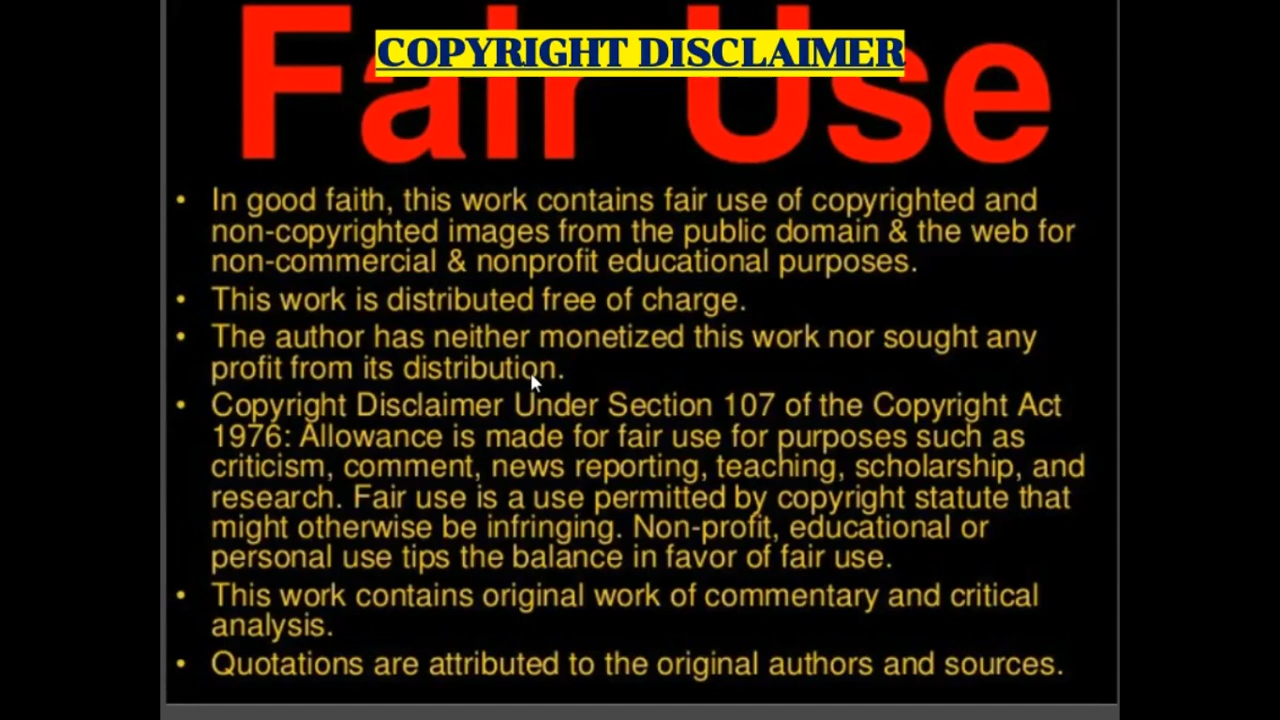 COPYRIGHT DISCLAIMER
Fair Use
• In good faith, this work contains fair use of copyrighted and
non-copyrighted images from the public domain & the web for
non-commercial & nonprofit educational purposes.
• This work is distributed free of charge.
• The author has neither monetized this work nor sought any
profit from its distribution.
• Copyright Disclaimer Under Section 107 of the Copyright Act
1976: Allowance is made for fair use for purposes such as
criticism, comment, news reporting, teaching, scholarship, and
research. Fair use is a use permitted by copyright statute that
might otherwise be infringing. Non-profit, educational or
personal use tips the balance in favor of fair use.
• This work contains original work of commentary and critical
analysis.
• Quotations are attributed to the original authors and sources.